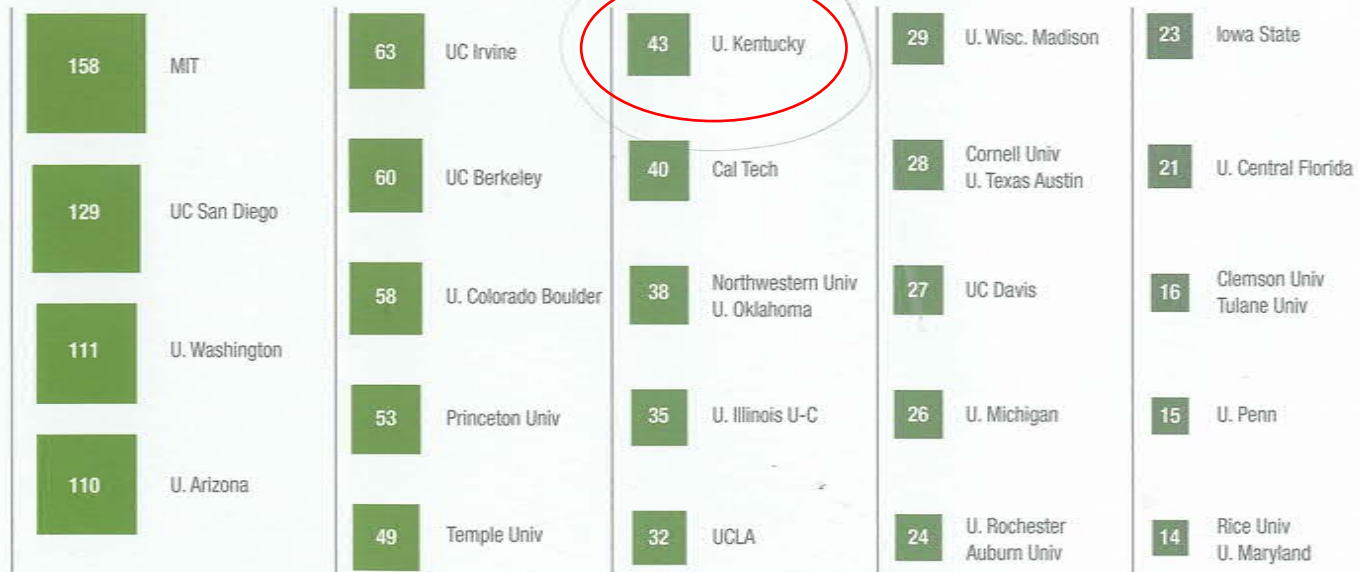 158 MIT
129 UC San Diego
111 U. Washington
110 U. Arizona
63 UC Irvine
60 UC Berkeley
58 U. Colorado Boulder
53 Princeton Univ
49 Temple Univ
43 U. Kentucky
40 Cal Tech
38 Northwestern Univ
U. Oklahoma
35 U. Illinois U-C
32 UCLA
29 U. Wisc. Madison
28 Cornell Univ
U. Texas Austin
27 UC Davis
26 U. Michigan
24 U. Rochester
Auburn Univ
23 Iowa State
21 U. Central Florida
16 Clemson Univ
Tulane Univ
15 U. Penn
14 Rice Univ
U. Maryland